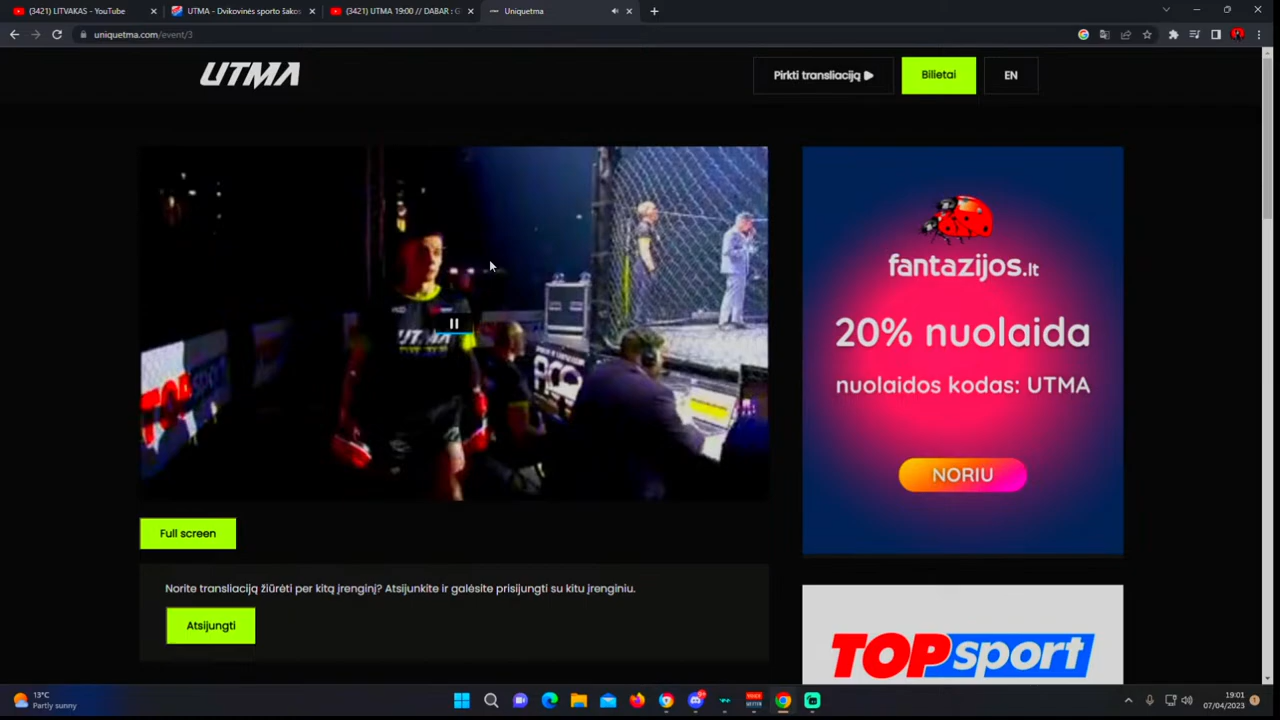 (3421) LITVAKAS - YouTube
UTMA - Dvikovinės sporto šakos
(3421) UTMA 19:00 // DABAR : G
Uniquetma
uniquetma.com/event/3
UTMA
Pirkti transliaciją
Bilietai
EN
UTMA
TOPsport
fantazijos.lt
20% nuolaida
nuolaidos kodas: UTMA
NORIU
Full screen
Norite transliaciją žiūrėti per kitą įrenginį? Atsijunkite ir galėsite prisijungti su kitu įrenginiu.
Atsijungti
TOPsport
13°C
Partly sunny
19:01
07/04/2023